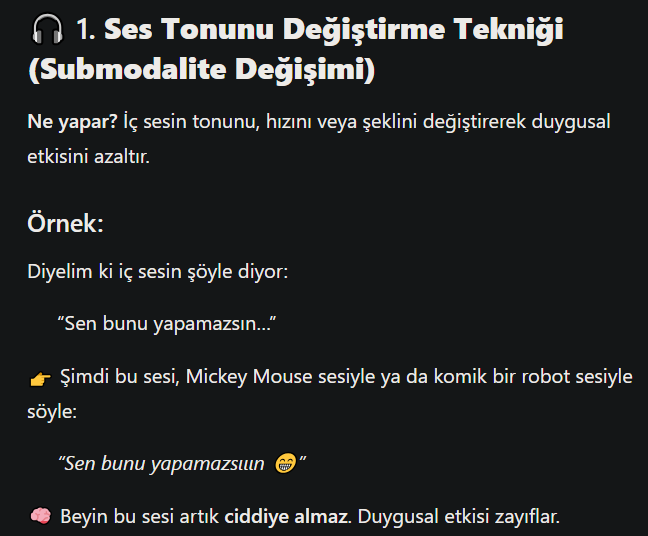 🎧 1. Ses Tonunu Değiştirme Tekniği
(Submodalite Değişimi)
Ne yapar? İç sesin tonunu, hızını veya şeklini değiştirerek duygusal
etkisini azaltır.
Örnek:
Diyelim ki iç sesin şöyle diyor:
“Sen bunu yapamazsın…”
👉 Şimdi bu sesi, Mickey Mouse sesiyle ya da komik bir robot sesiyle
söyle:
“Sen bunu yapamazsııın 😁”
🧠 Beyin bu sesi artık ciddiye almaz. Duygusal etkisi zayıflar.